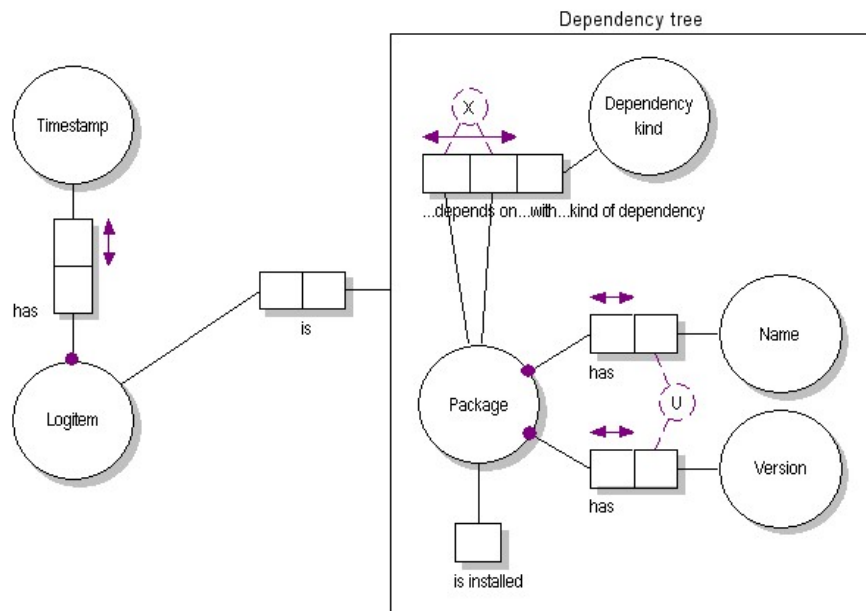 Dependency tree
Timestamp
X
Dependency
kind
...depends on...with...kind of dependency
has
is
has
Name
Logitem
Package
U
has
Version
is installed